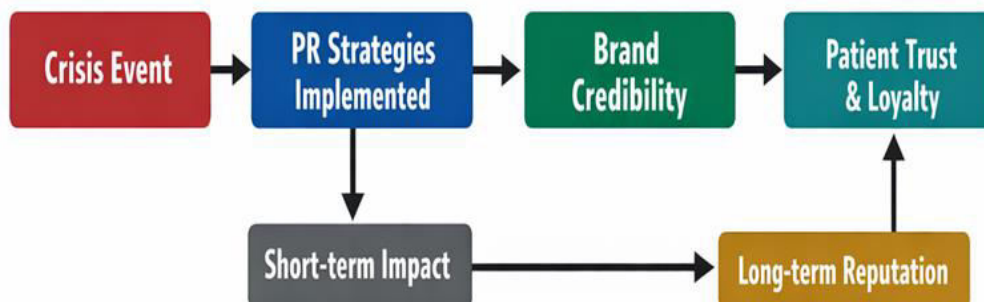 Crisis Event
PR Strategies
Implemented
Brand
Credibility
Patient Trust
& Loyalty
Short-term Impact
Long-term Reputation